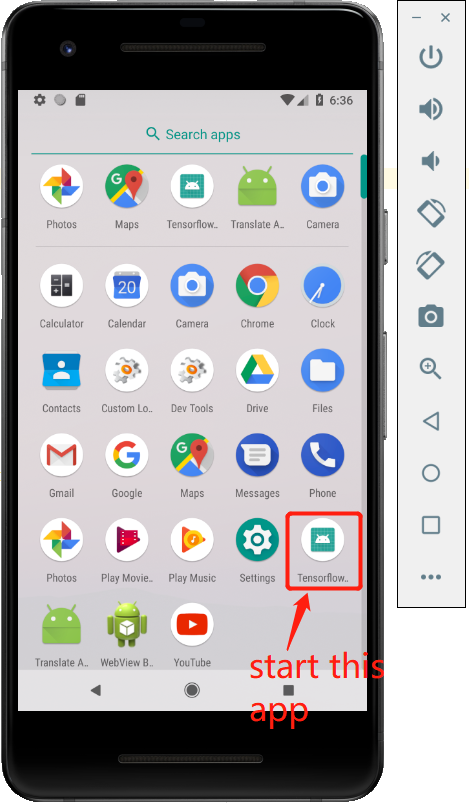 6:36
Search apps
Photos Maps Tensorflow.. Translate A.. Camera
Calculator Calendar Camera Chrome Clock
Contacts Custom Lo.. Dev Tools Drive Files
Gmail Google Maps Messages Phone
Photos Play Movie.. Play Music Settings Tensorflow..
Translate A.. WebView B.. YouTube
start this
app